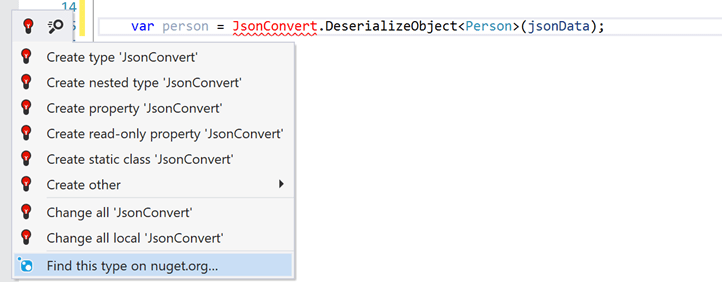 14
var person = JsonConvert.DeserializeObject<Person>(jsonData);
Create type 'JsonConvert'
Create nested type 'JsonConvert'
Create property 'JsonConvert'
Create read-only property 'JsonConvert'
Create static class 'JsonConvert'
Create other
Change all 'JsonConvert'
Change all local 'JsonConvert'
Find this type on nuget.org...